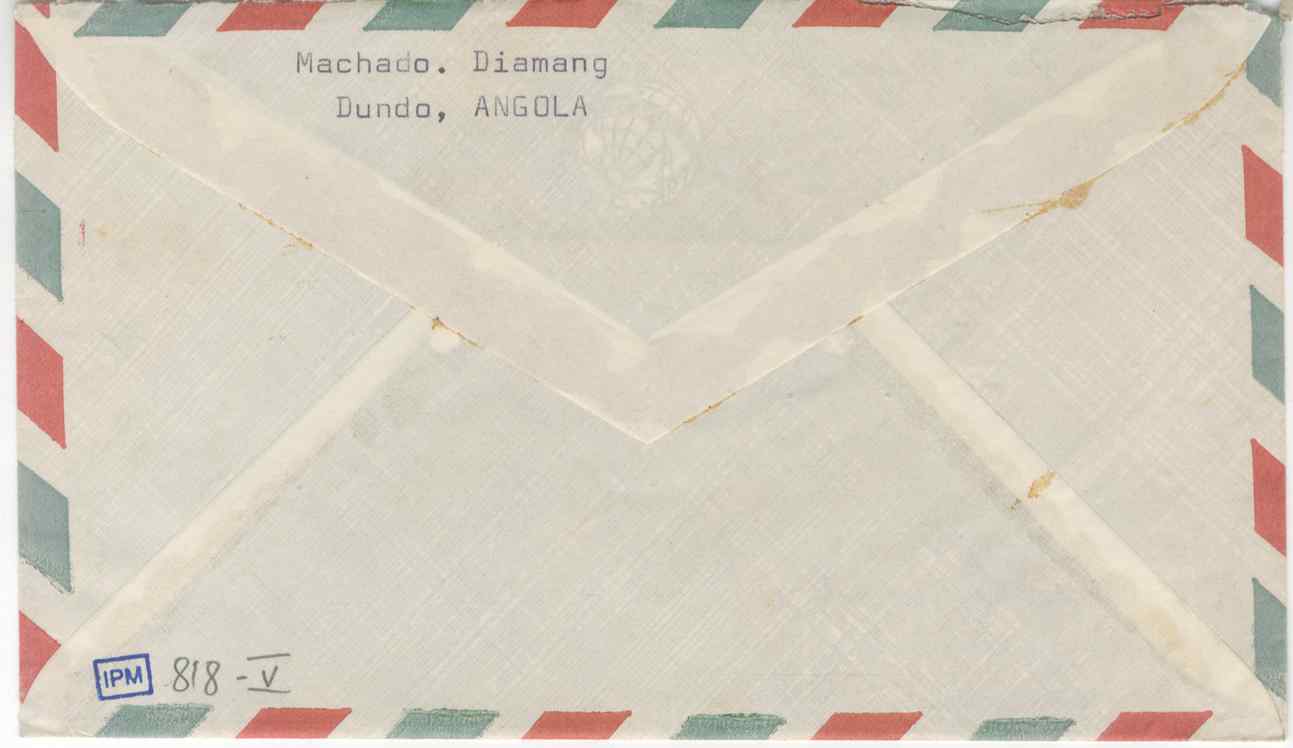 Machado. Diamang
Dundo, ANGOLA
IPM 818-V